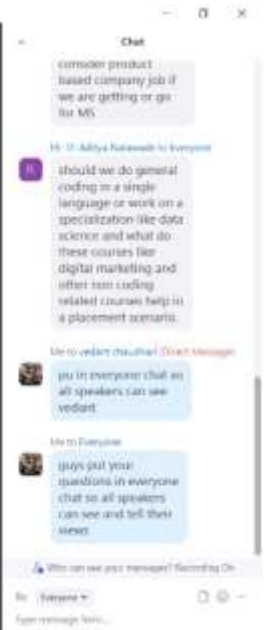 Chat
consider product
based company job if
we are getting or go
for MS
Aditya to Everyone
should we do general
coding in a single
language or work on a
specialization like data
science and what do
these courses like
digital marketing and
other non coding
related courses help in
a placement scenario.
Me to vedant chaudhari (Direct Message)
pu in everyone chat so
all speakers can see
vedant
Me to Everyone
guys put your
questions in everyone
chat so all speakers
can see and tell their
views
Who can see your messages? Recording On
To: Everyone
Type message here...